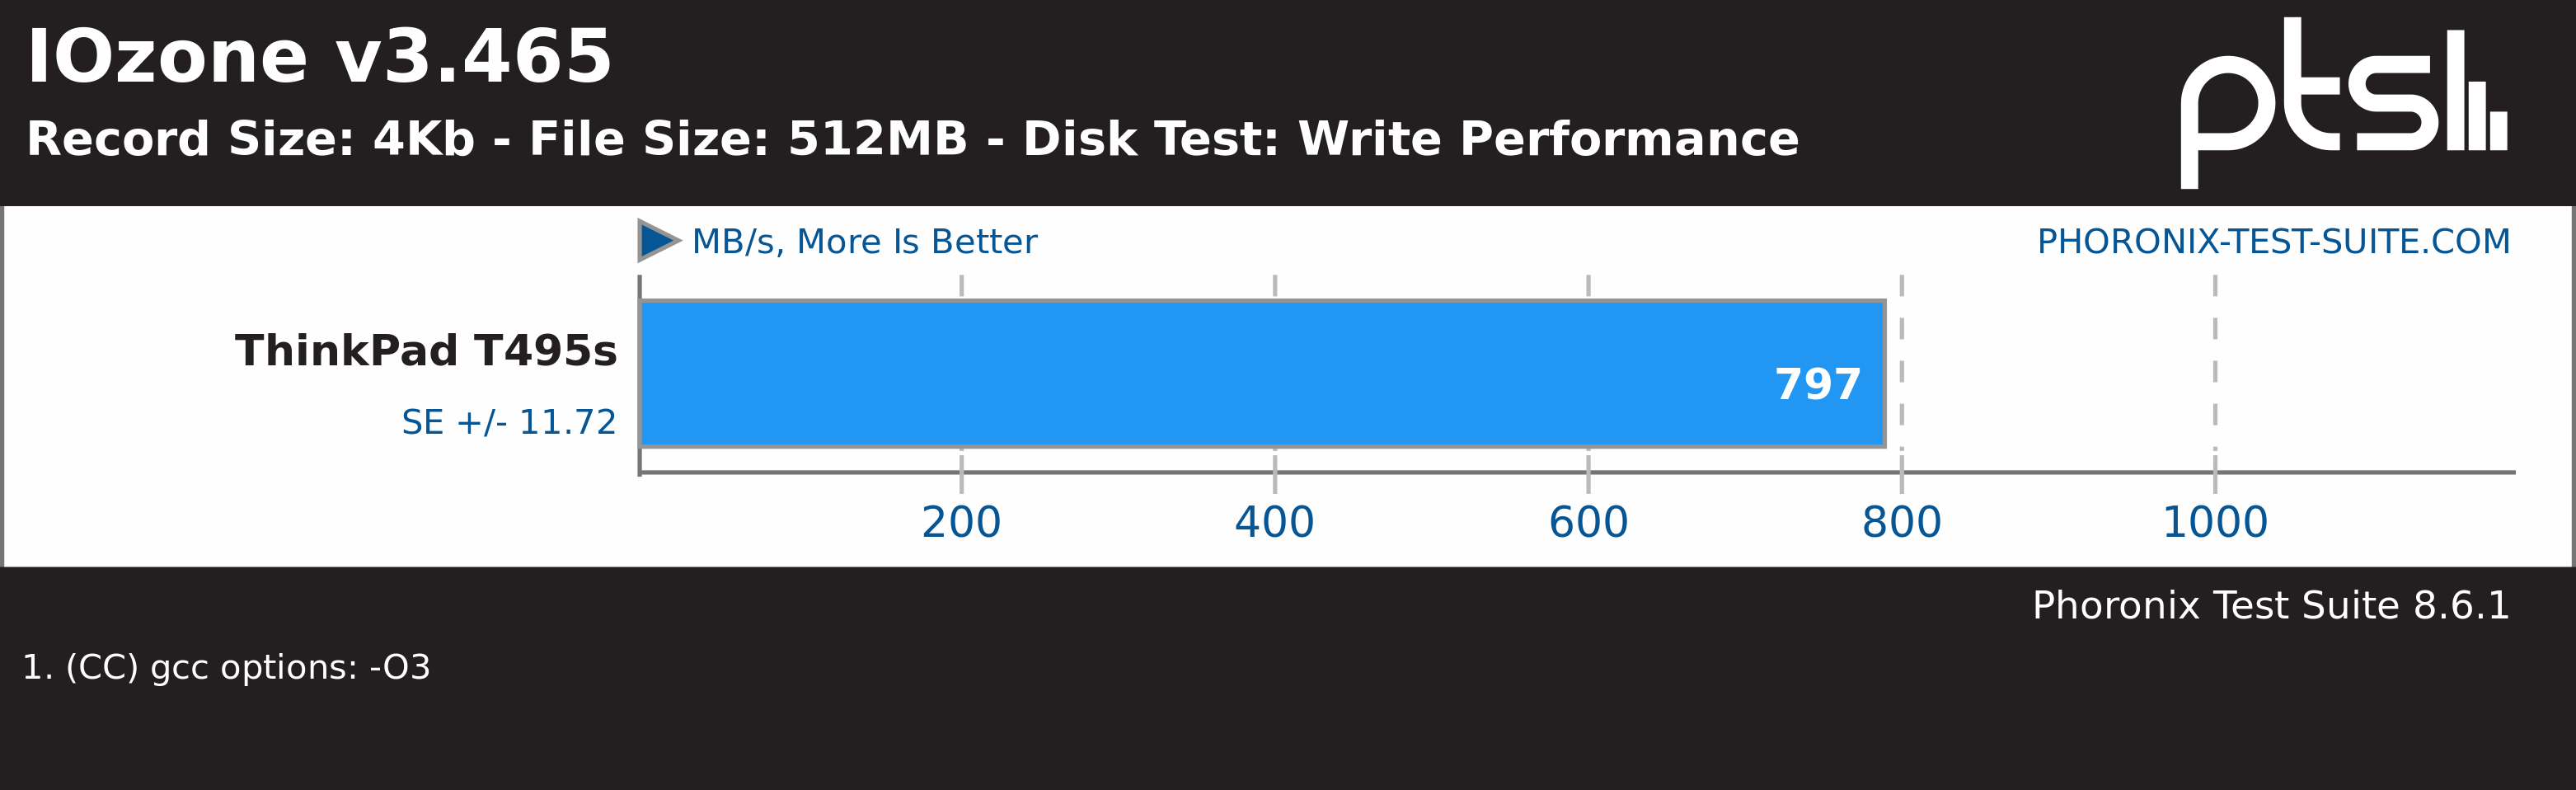 IOzone v3.465
Record Size: 4Kb - File Size: 512MB - Disk Test: Write Performance
ptsl
MB/s, More Is Better
PHORONIX-TEST-SUITE.COM
ThinkPad T495s
797
SE +/- 11.72
200
400
600
800
1000
Phoronix Test Suite 8.6.1
1. (CC) gcc options: -O3